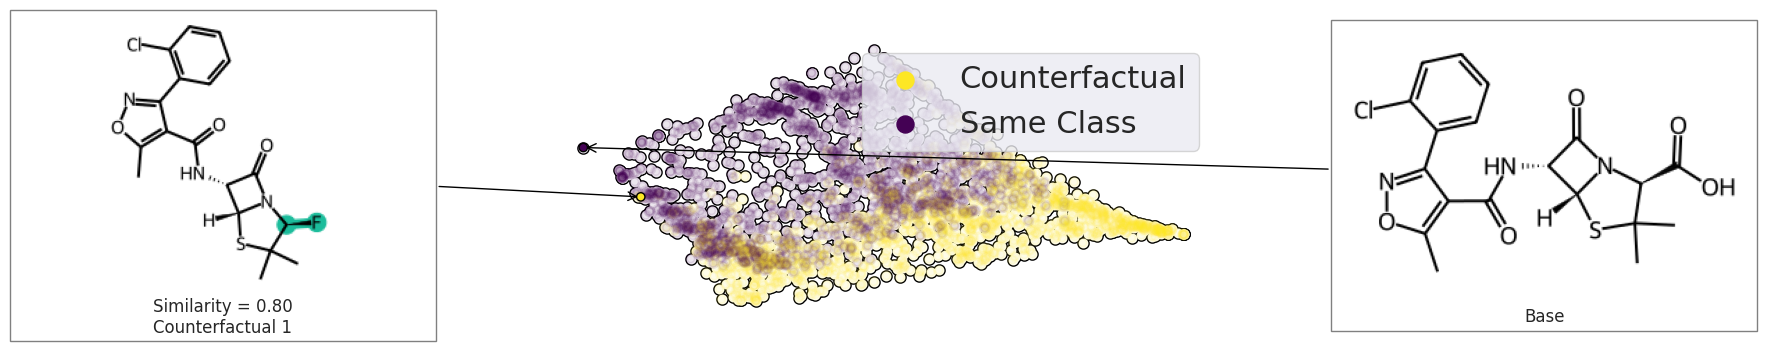 Cl
N
O
O
HN
O
N
H
F
S
Similarity = 0.80
Counterfactual 1
Counterfactual
Same Class
Cl
O
O
HN
N
N
OH
O
H
O
S
Base